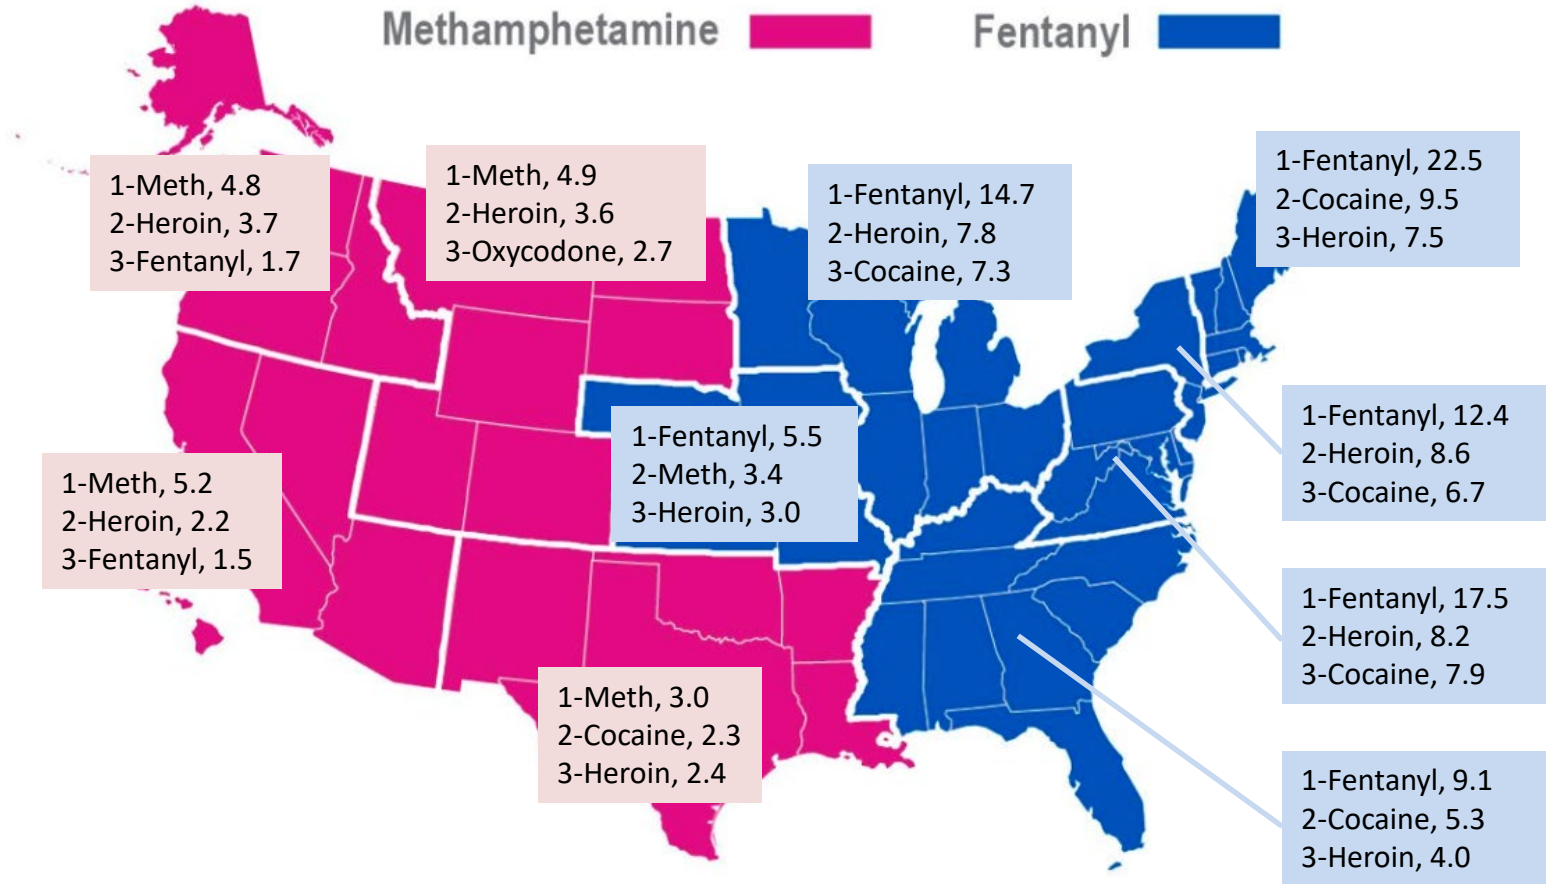 Methamphetamine
Fentanyl
1-Meth, 4.8
2-Heroin, 3.7
3-Fentanyl, 1.7
1-Meth, 4.9
2-Heroin, 3.6
3-Oxycodone, 2.7
1-Fentanyl, 14.7
2-Heroin, 7.8
3-Cocaine, 7.3
1-Fentanyl, 22.5
2-Cocaine, 9.5
3-Heroin, 7.5
1-Fentanyl, 5.5
2-Meth, 3.4
3-Heroin, 3.0
1-Fentanyl, 12.4
2-Heroin, 8.6
3-Cocaine, 6.7
1-Meth, 5.2
2-Heroin, 2.2
3-Fentanyl, 1.5
1-Fentanyl, 17.5
2-Heroin, 8.2
3-Cocaine, 7.9
1-Meth, 3.0
2-Cocaine, 2.3
3-Heroin, 2.4
1-Fentanyl, 9.1
2-Cocaine, 5.3
3-Heroin, 4.0